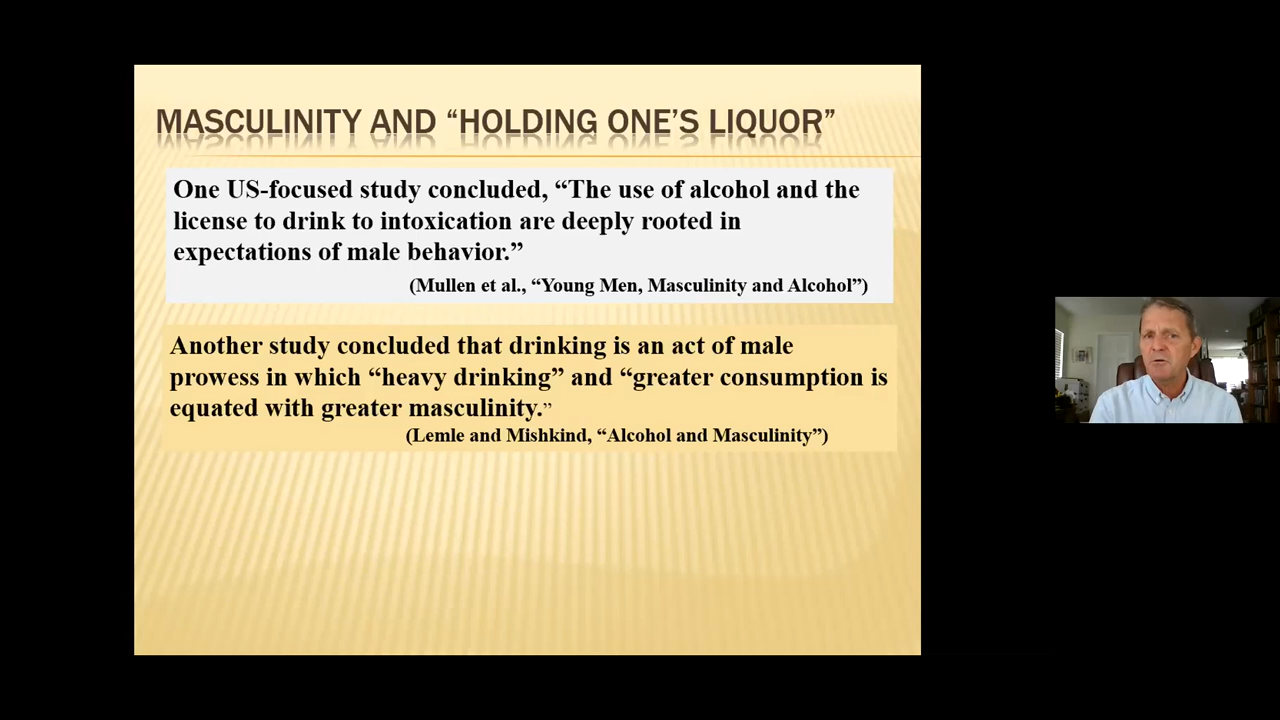 MASCULINITY AND “HOLDING ONE’S LIQUOR”
One US-focused study concluded, “The use of alcohol and the
license to drink to intoxication are deeply rooted in
expectations of male behavior.”
(Mullen et al., “Young Men, Masculinity and Alcohol”)
Another study concluded that drinking is an act of male
prowess in which “heavy drinking” and “greater consumption is
equated with greater masculinity.”
(Lemle and Mishkind, “Alcohol and Masculinity”)